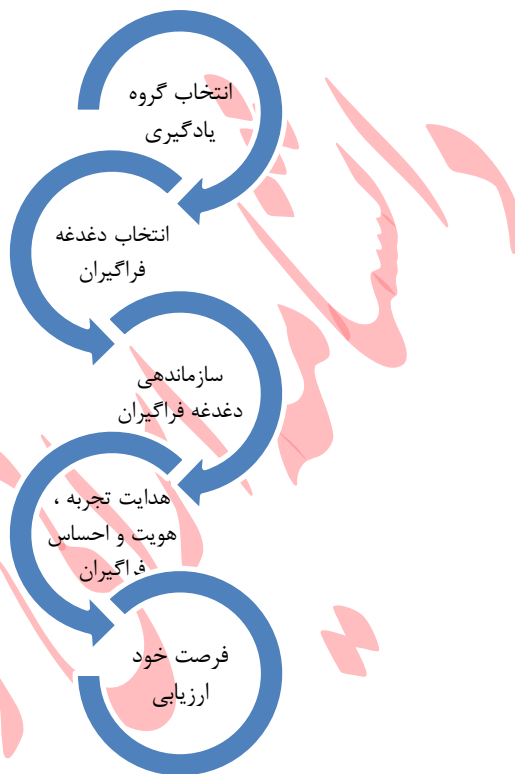 انتخاب گروه
یادگیری
انتخاب دغدغه
فراگیران
سازماندهی
دغدغه فراگیران
هدایت تجربه ،
هویت و احساس
فراگیران
فرصت خود
ارزیابی